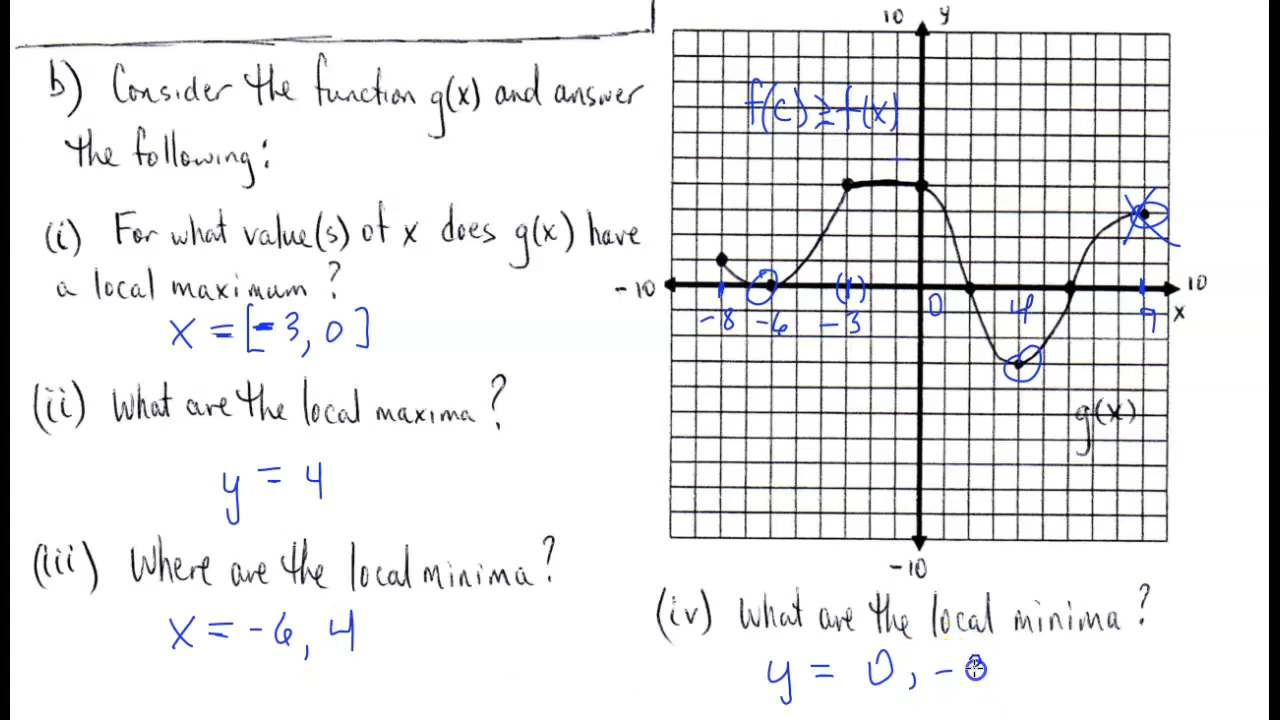 b) Consider the function g(x) and answer
the following:
(i) For what value(s) of x does g(x) have
a local maximum?
x = [-3, 0]
(ii) What are the local maxima?
y = 4
(iii) Where are the local minima?
x = -6, 4
10 y
f(c) ≥ f(x)
-10 10
-8 -6 -3 0 4 9 x
g(x)
-10
(iv) What are the local minima?
y = 0, -